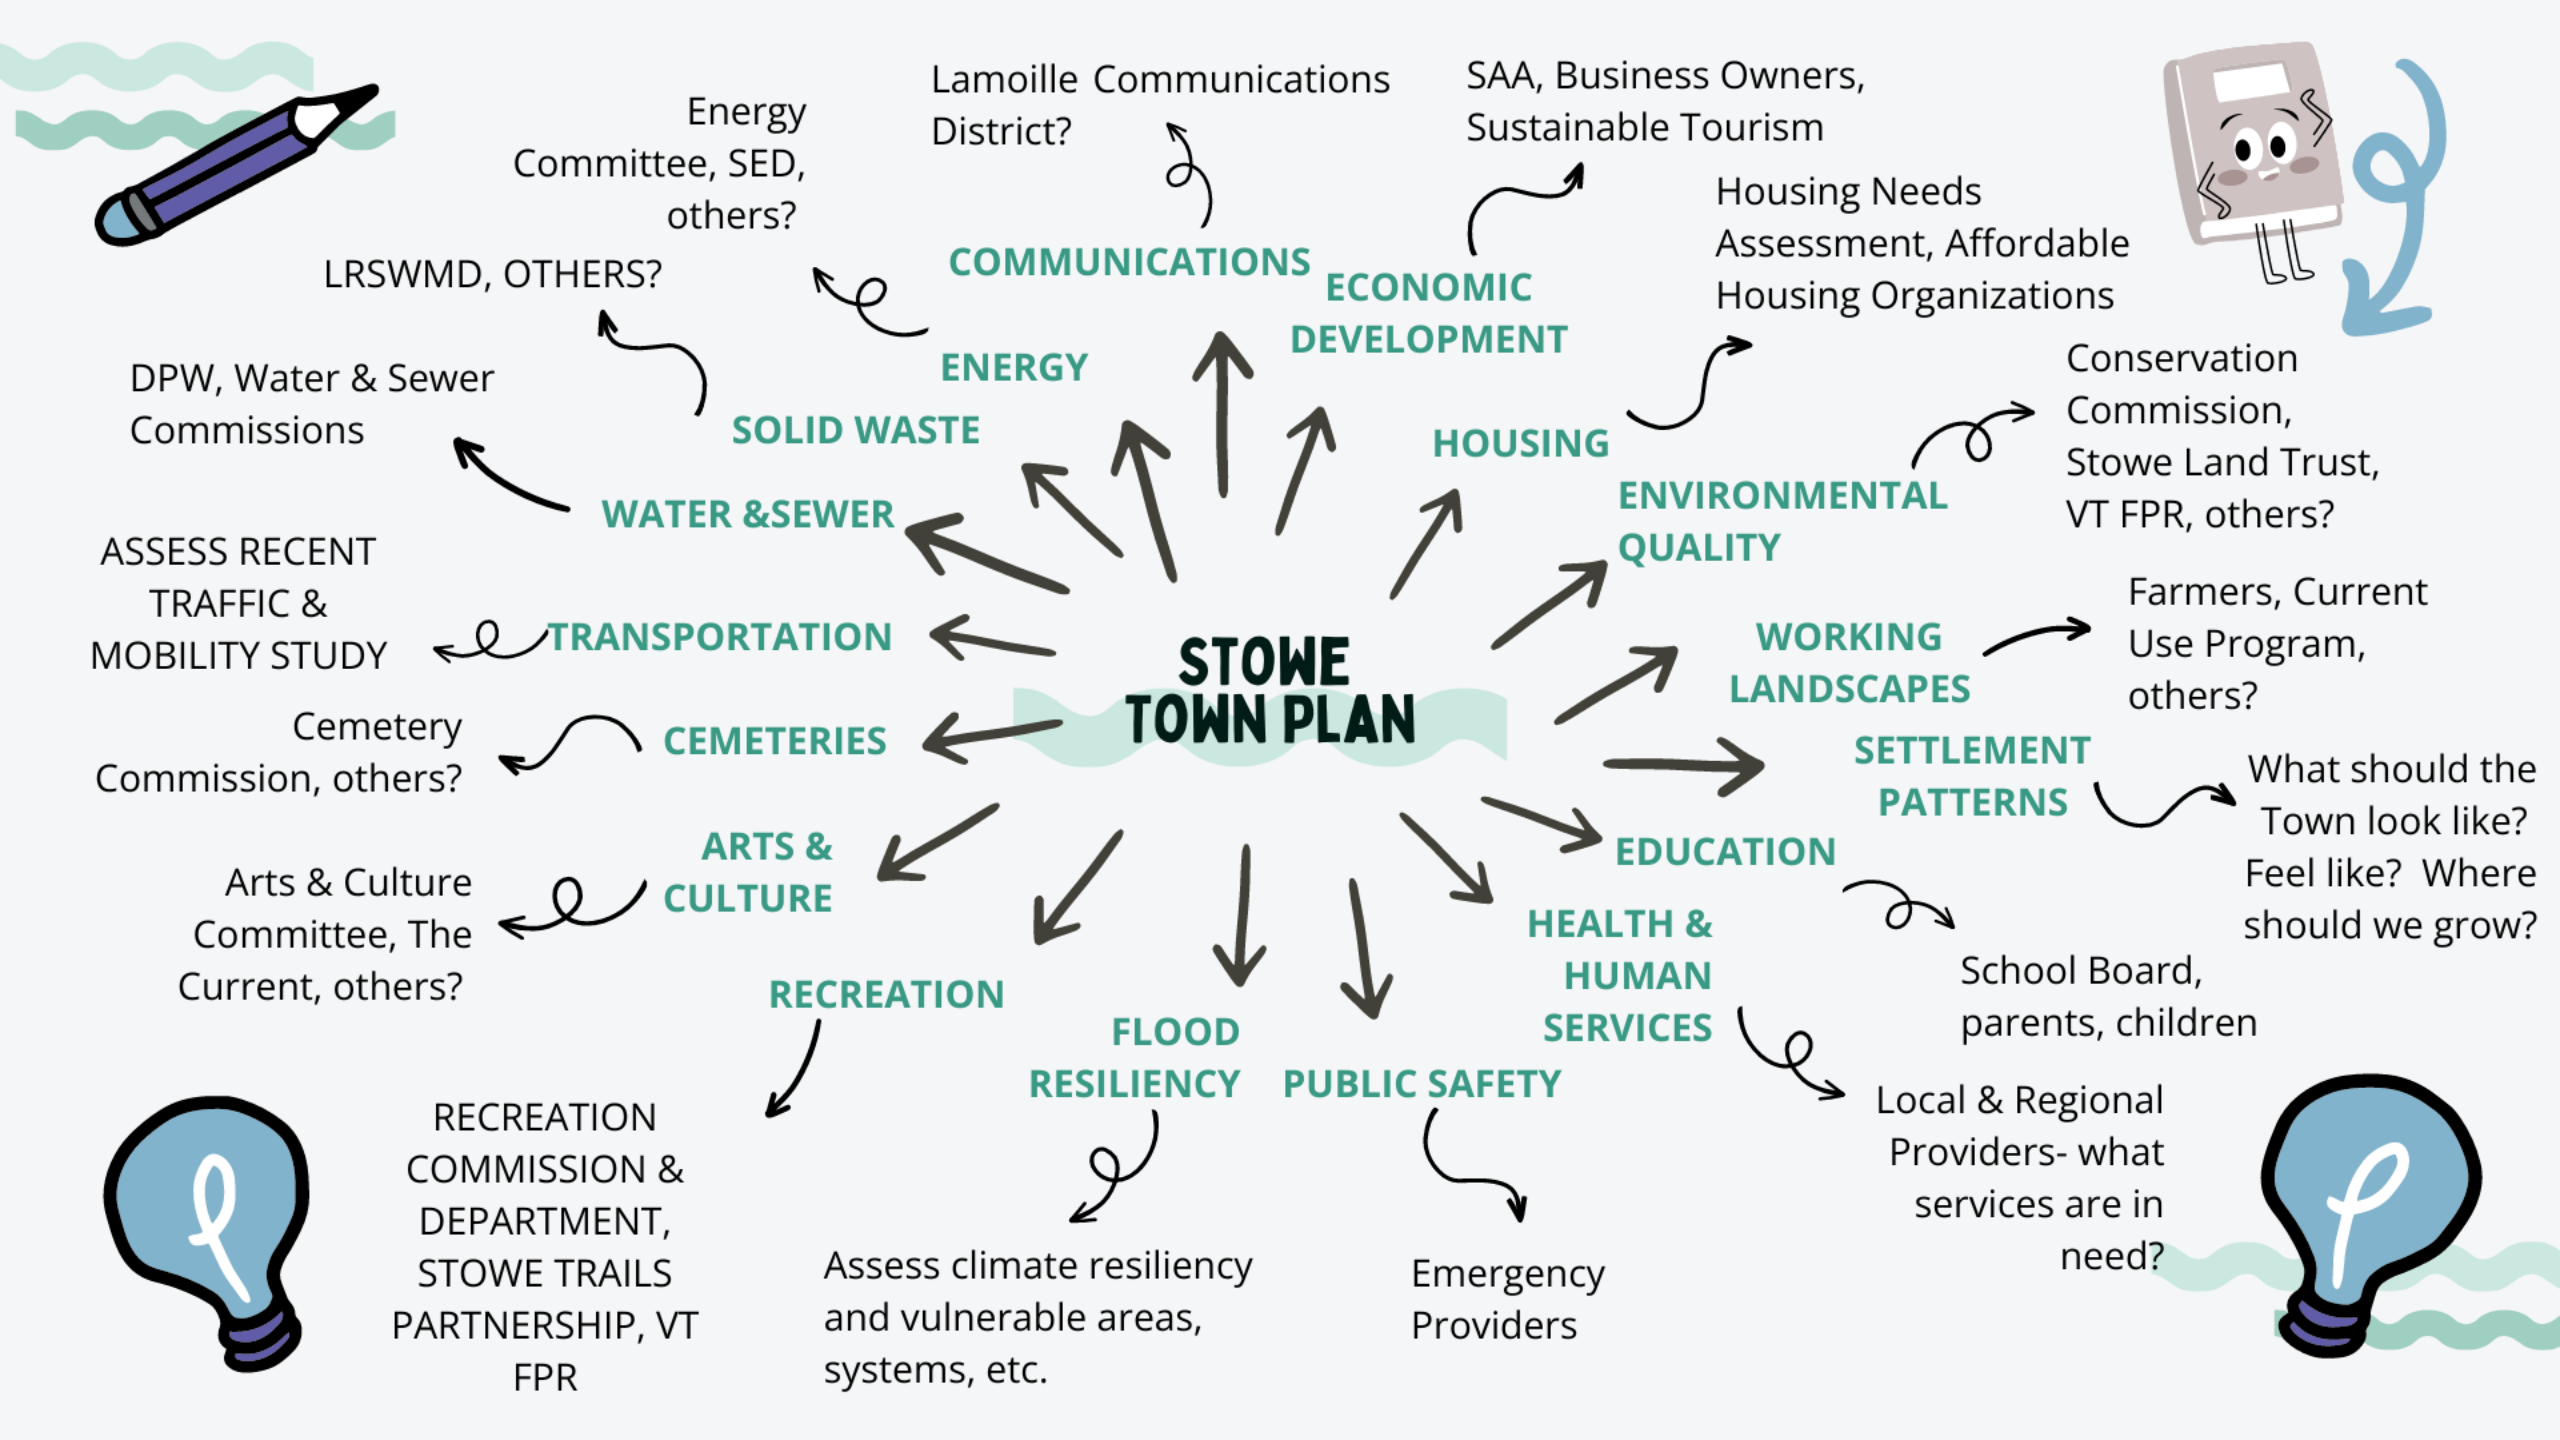 Lamoille Communications
District?
SAA, Business Owners,
Sustainable Tourism
Energy
Committee, SED,
others?
Housing Needs
Assessment, Affordable
Housing Organizations
LRSWMD, OTHERS?
COMMUNICATIONS
ECONOMIC
DEVELOPMENT
ENERGY
DPW, Water & Sewer
Commissions
SOLID WASTE
HOUSING
Conservation
Commission,
Stowe Land Trust,
VT FPR, others?
WATER &SEWER
ENVIRONMENTAL
QUALITY
ASSESS RECENT
TRAFFIC &
MOBILITY STUDY
TRANSPORTATION
WORKING
LANDSCAPES
Farmers, Current
Use Program,
others?
STOWE
TOWN PLAN
Cemetery
Commission, others?
CEMETERIES
SETTLEMENT
PATTERNS
What should the
Town look like?
Feel like?  Where
should we grow?
ARTS &
CULTURE
EDUCATION
Arts & Culture
Committee, The
Current, others?
HEALTH &
HUMAN
SERVICES
School Board,
parents, children
RECREATION
FLOOD
RESILIENCY
PUBLIC SAFETY
Local & Regional
Providers- what
services are in
need?
RECREATION
COMMISSION &
DEPARTMENT,
STOWE TRAILS
PARTNERSHIP, VT
FPR
Assess climate resiliency
and vulnerable areas,
systems, etc.
Emergency
Providers